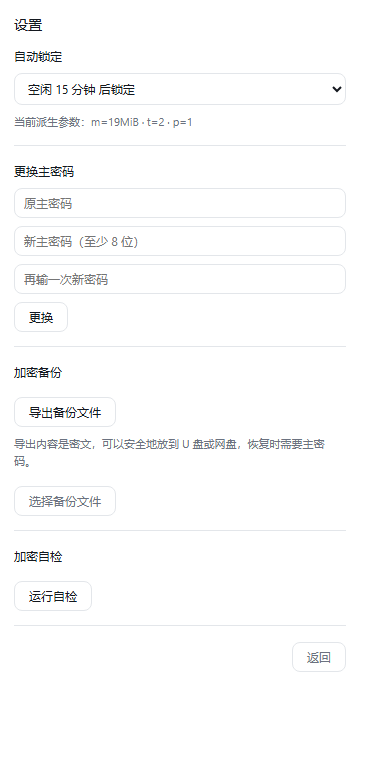 设置
自动锁定
空闲 15 分钟 后锁定
当前派生参数：m=19MiB · t=2 · p=1
更换主密码
原主密码
新主密码（至少 8 位）
再输一次新密码
更换
加密备份
导出备份文件
导出内容是密文，可以安全地放到 U 盘或网盘，恢复时需要主密
码。
选择备份文件
加密自检
运行自检
返回